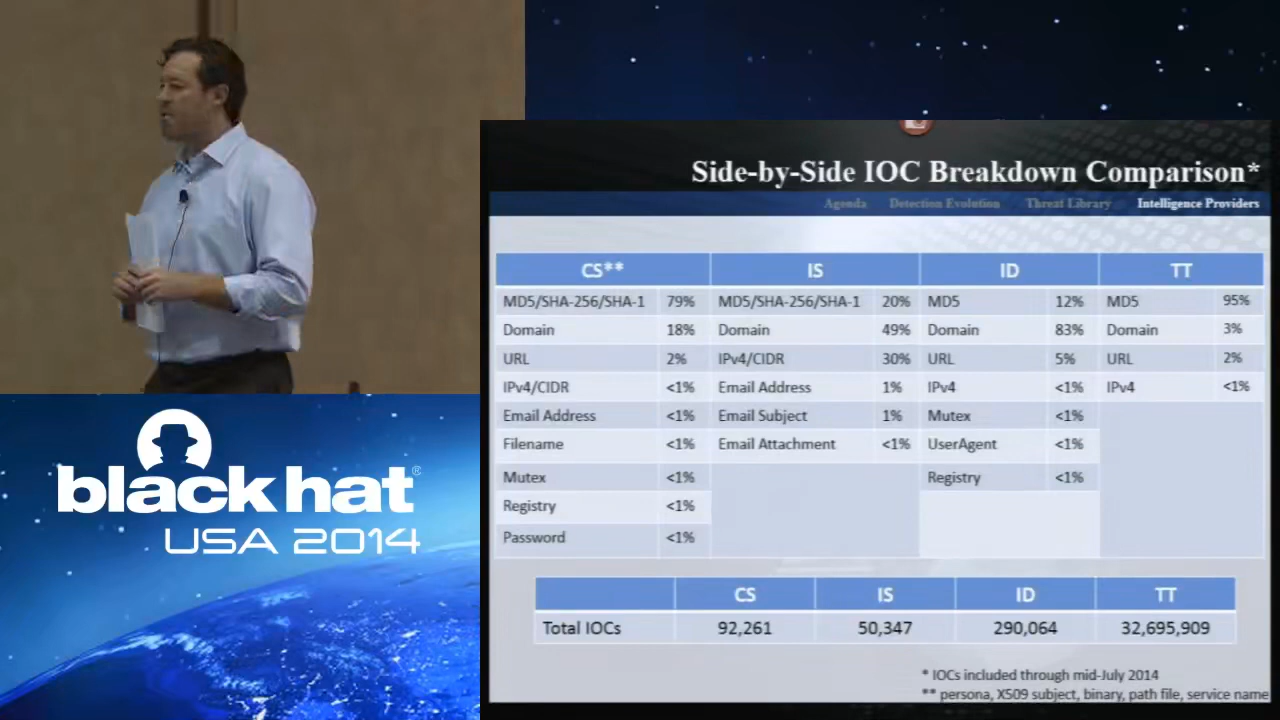 Side-by-Side IOC Breakdown Comparison*
Agenda Detection Evolution Threat Library Intelligence Providers
CS** IS ID TT
MD5/SHA-256/SHA-1 79% MD5/SHA-256/SHA-1 20% MD5 12% MD5 95%
Domain 18% Domain 49% Domain 83% Domain 3%
URL 2% IPv4/CIDR 30% URL 5% URL 2%
IPv4/CIDR <1% Email Address 1% IPv4 <1% IPv4 <1%
Email Address <1% Email Subject 1% Mutex <1%
Filename <1% Email Attachment <1% UserAgent <1%
Mutex <1% Registry <1%
Registry <1%
Password <1%
CS IS ID TT
Total IOCs 92,261 50,347 290,064 32,695,909
* IOCs included through mid-July 2014
** persona, X509 subject, binary, path file, service name
black hat®
USA 2014